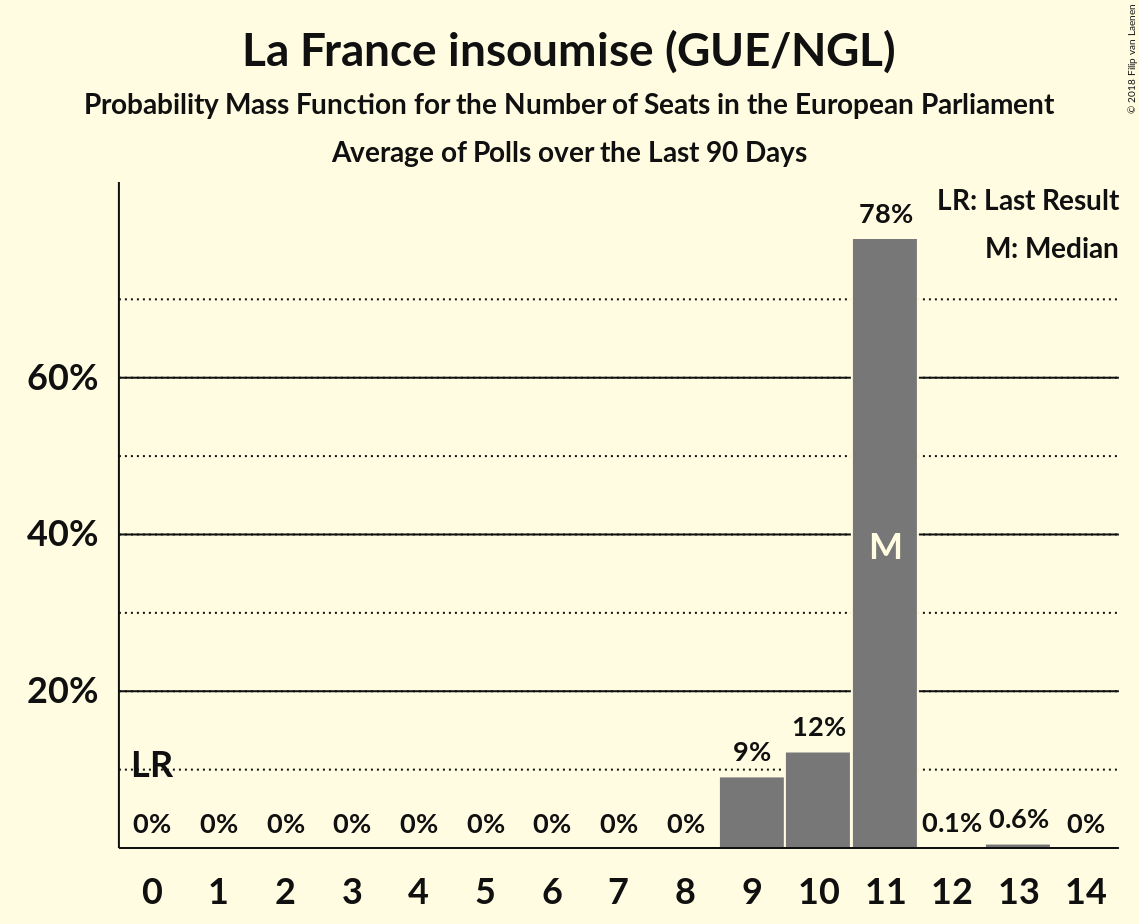 La France insoumise (GUE/NGL)
Probability Mass Function for the Number of Seats in the European Parliament
Average of Polls over the Last 90 Days
© 2018 Filip van Laenen
LR: Last Result
M: Median
78%
60%
40%
M
20%
12%
9%
LR
0% 0% 0% 0% 0% 0% 0% 0% 0% 0.1% 0.6% 0%
0 1 2 3 4 5 6 7 8 9 10 11 12 13 14